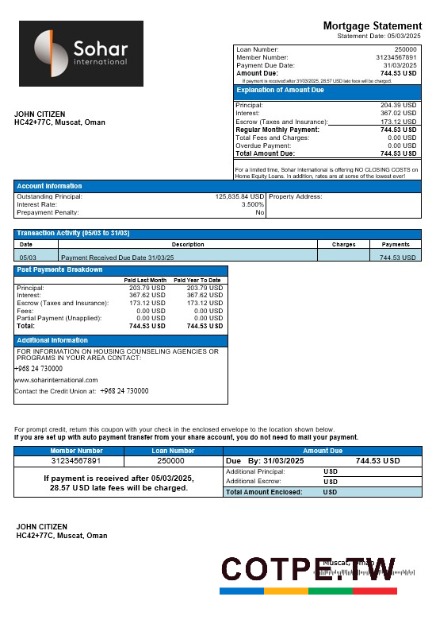 Sohar
international
Mortgage Statement
Statement Date: 05/03/2025
Loan Number: 250000
Member Number: 31234567891
Payment Due Date: 31/03/2025
Amount Due: 744.53 USD
If payment is received after 31/03/2025, 28.57 USD late fee will be charged.
JOHN CITIZEN
HC42+77C, Muscat, Oman
Explanation of Amount Due
Principal: 204.39 USD
Interest: 367.02 USD
Escrow (Taxes and Insurance): 173.12 USD
Regular Monthly Payment: 744.53 USD
Total Fees and Charges: 0.00 USD
Overdue Payment: 0.00 USD
Total Amount Due: 744.53 USD
For a limited time, Sohar International is offering NO CLOSING COSTS on
Home Equity Loans. In addition, rates are at some of the lowest ever!
Account Information
Outstanding Principal: 125,635.84 USD Property Address:
Interest Rate: 3.500%
Prepayment Penalty: No
Transaction Activity (05/03 to 31/03)
Date Description Charges Payments
05/03 Payment Received Due Date 31/03/25 744.53 USD
Past Payments Breakdown
Paid Last Month Paid Year To Date
Principal: 203.79 USD 203.79 USD
Interest: 367.62 USD 367.62 USD
Escrow (Taxes and Insurance): 173.12 USD 173.12 USD
Fees: 0.00 USD 0.00 USD
Partial Payment (Unapplied): 0.00 USD 0.00 USD
Total: 744.53 USD 744.53 USD
Additional Information
FOR INFORMATION ON HOUSING COUNSELING AGENCIES OR
PROGRAMS IN YOUR AREA CONTACT:
+968 24 730000
www.soharinternational.com
Contact the Credit Union at: +968 24 730000
For prompt credit, return this coupon with your check in the enclosed envelope to the location shown below.
If you are set up with auto payment transfer from your share account, you do not need to mail your payment.
Member Number Loan Number Amount Due
31234567891 250000 Due By: 31/03/2025 744.53 USD
If payment is received after 05/03/2025,
28.57 USD late fees will be charged.
Additional Principal: USD
Additional Escrow: USD
Total Amount Enclosed: USD
JOHN CITIZEN
HC42+77C, Muscat, Oman
COTPE.TW